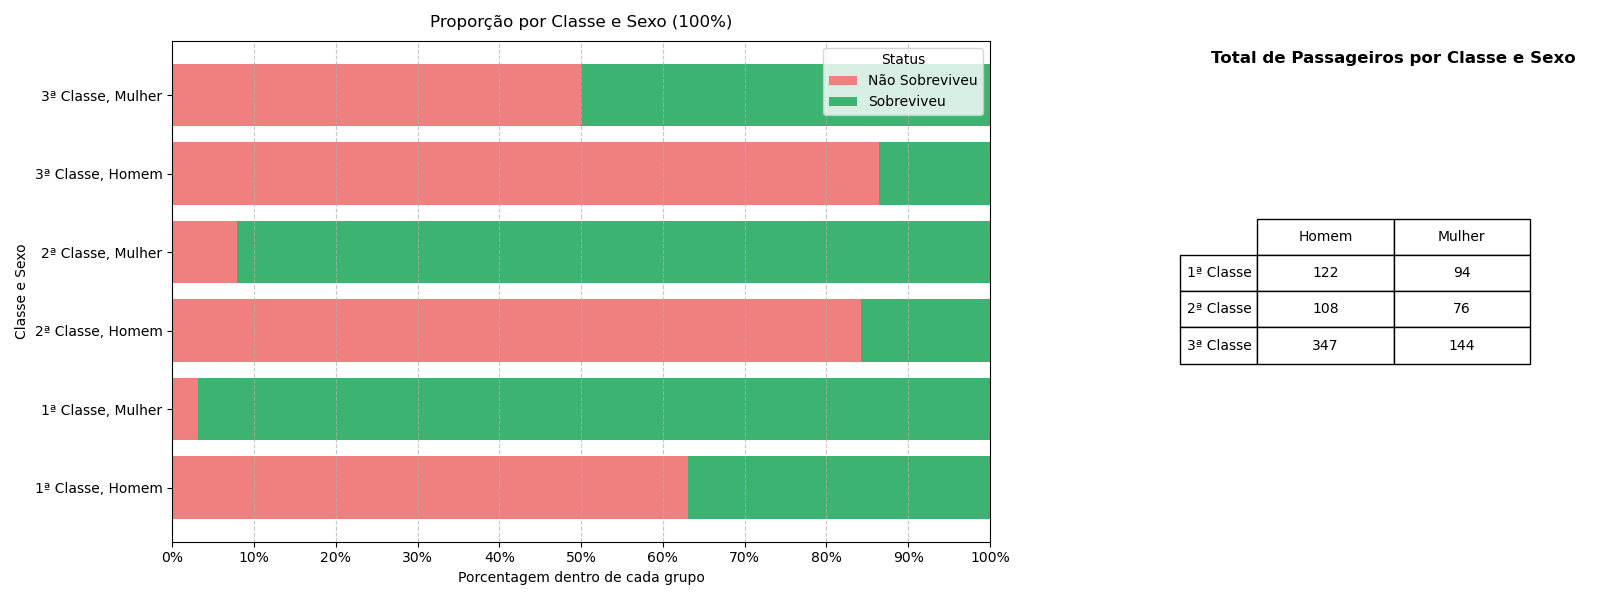 Proporção por Classe e Sexo (100%)
Status
Não Sobreviveu
Sobreviveu
Classe e Sexo
3ª Classe, Mulher
3ª Classe, Homem
2ª Classe, Mulher
2ª Classe, Homem
1ª Classe, Mulher
1ª Classe, Homem
0% 10% 20% 30% 40% 50% 60% 70% 80% 90% 100%
Porcentagem dentro de cada grupo
Total de Passageiros por Classe e Sexo
Homem Mulher
1ª Classe 122 94
2ª Classe 108 76
3ª Classe 347 144